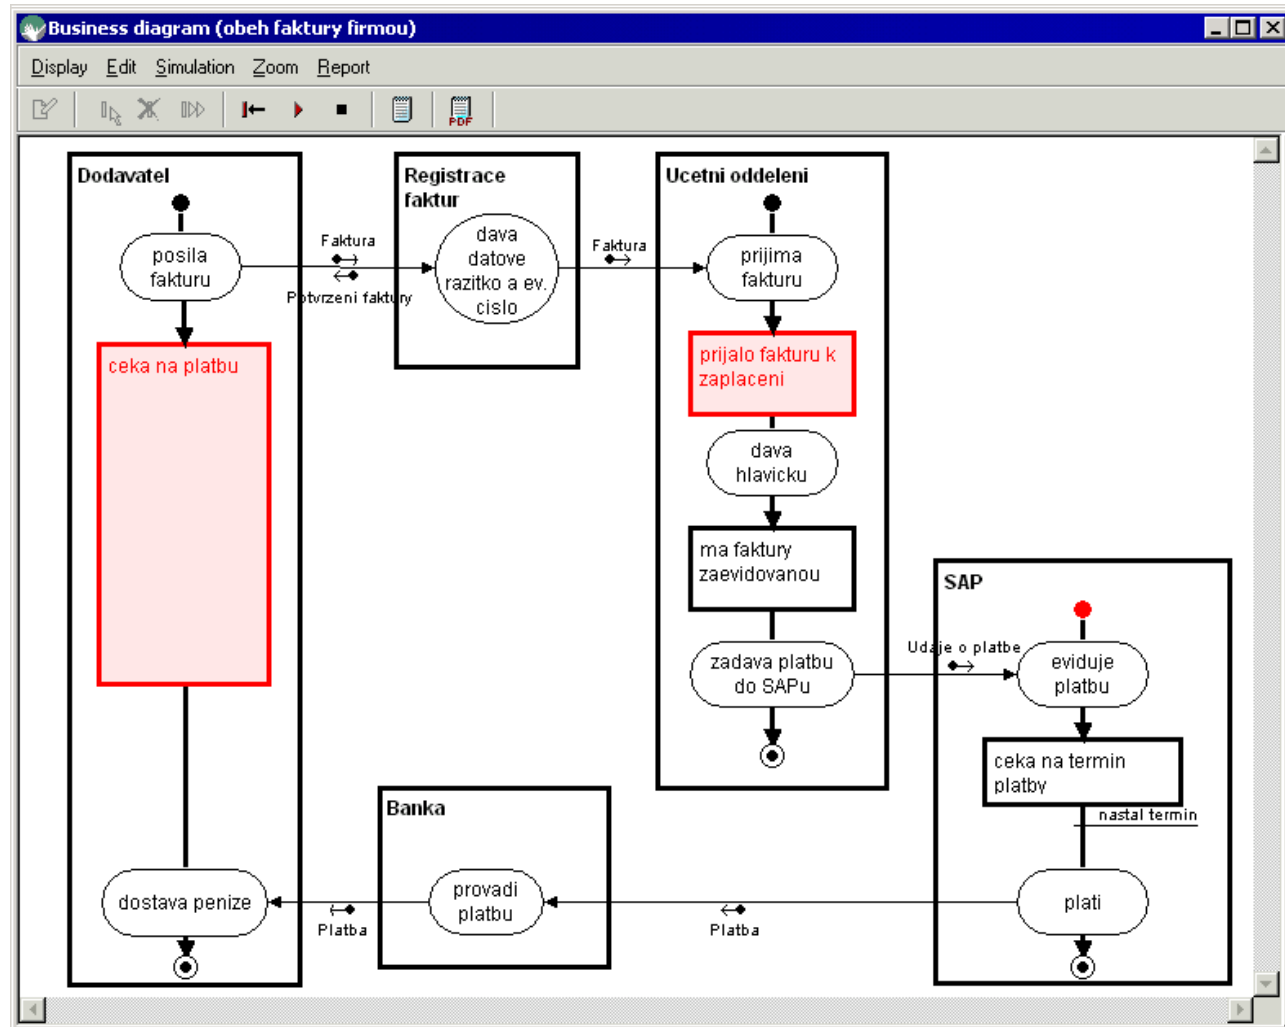 Business diagram (obeh faktury firmou)
Display Edit Simulation Zoom Report
PDF
Dodavatel
posila
fakturu
ceka na platbu
dostava penize
Faktura
Potvrzeni faktury
Registrace
faktur
dava
datove
razitko a ev.
cislo
Faktura
Ucetni oddeleni
prijima
fakturu
prijalo fakturu k
zaplaceni
dava
hlavicku
ma faktury
zaevidovanou
zadava platbu
do SAPu
Udaje o platbe
SAP
eviduje
platbu
ceka na termin
platby
nastal termin
plati
Platba
Banka
provadi
platbu
Platba